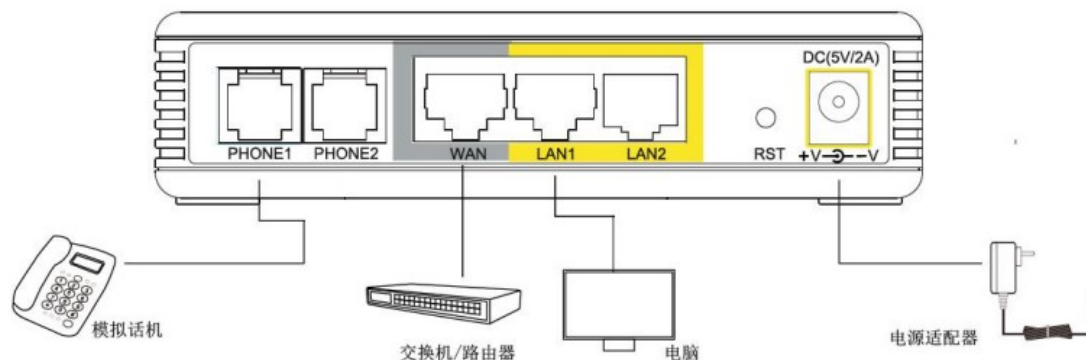 DC(5V/2A)
PHONE1 PHONE2 WAN LAN1 LAN2 RST +V -V
模拟话机
交换机/路由器
电脑
电源适配器